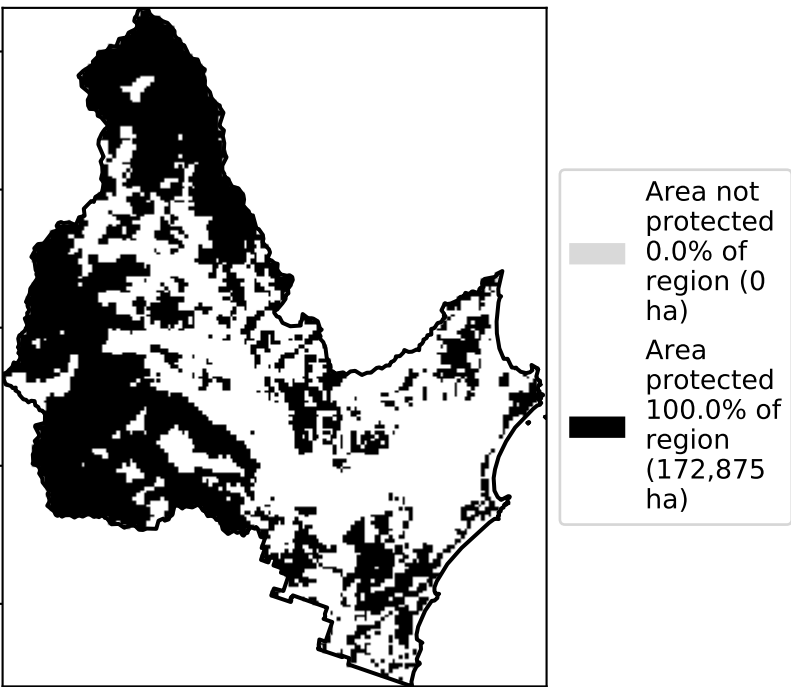 Area not
protected
0.0% of
region (0
ha)
Area
protected
100.0% of
region
(172,875
ha)